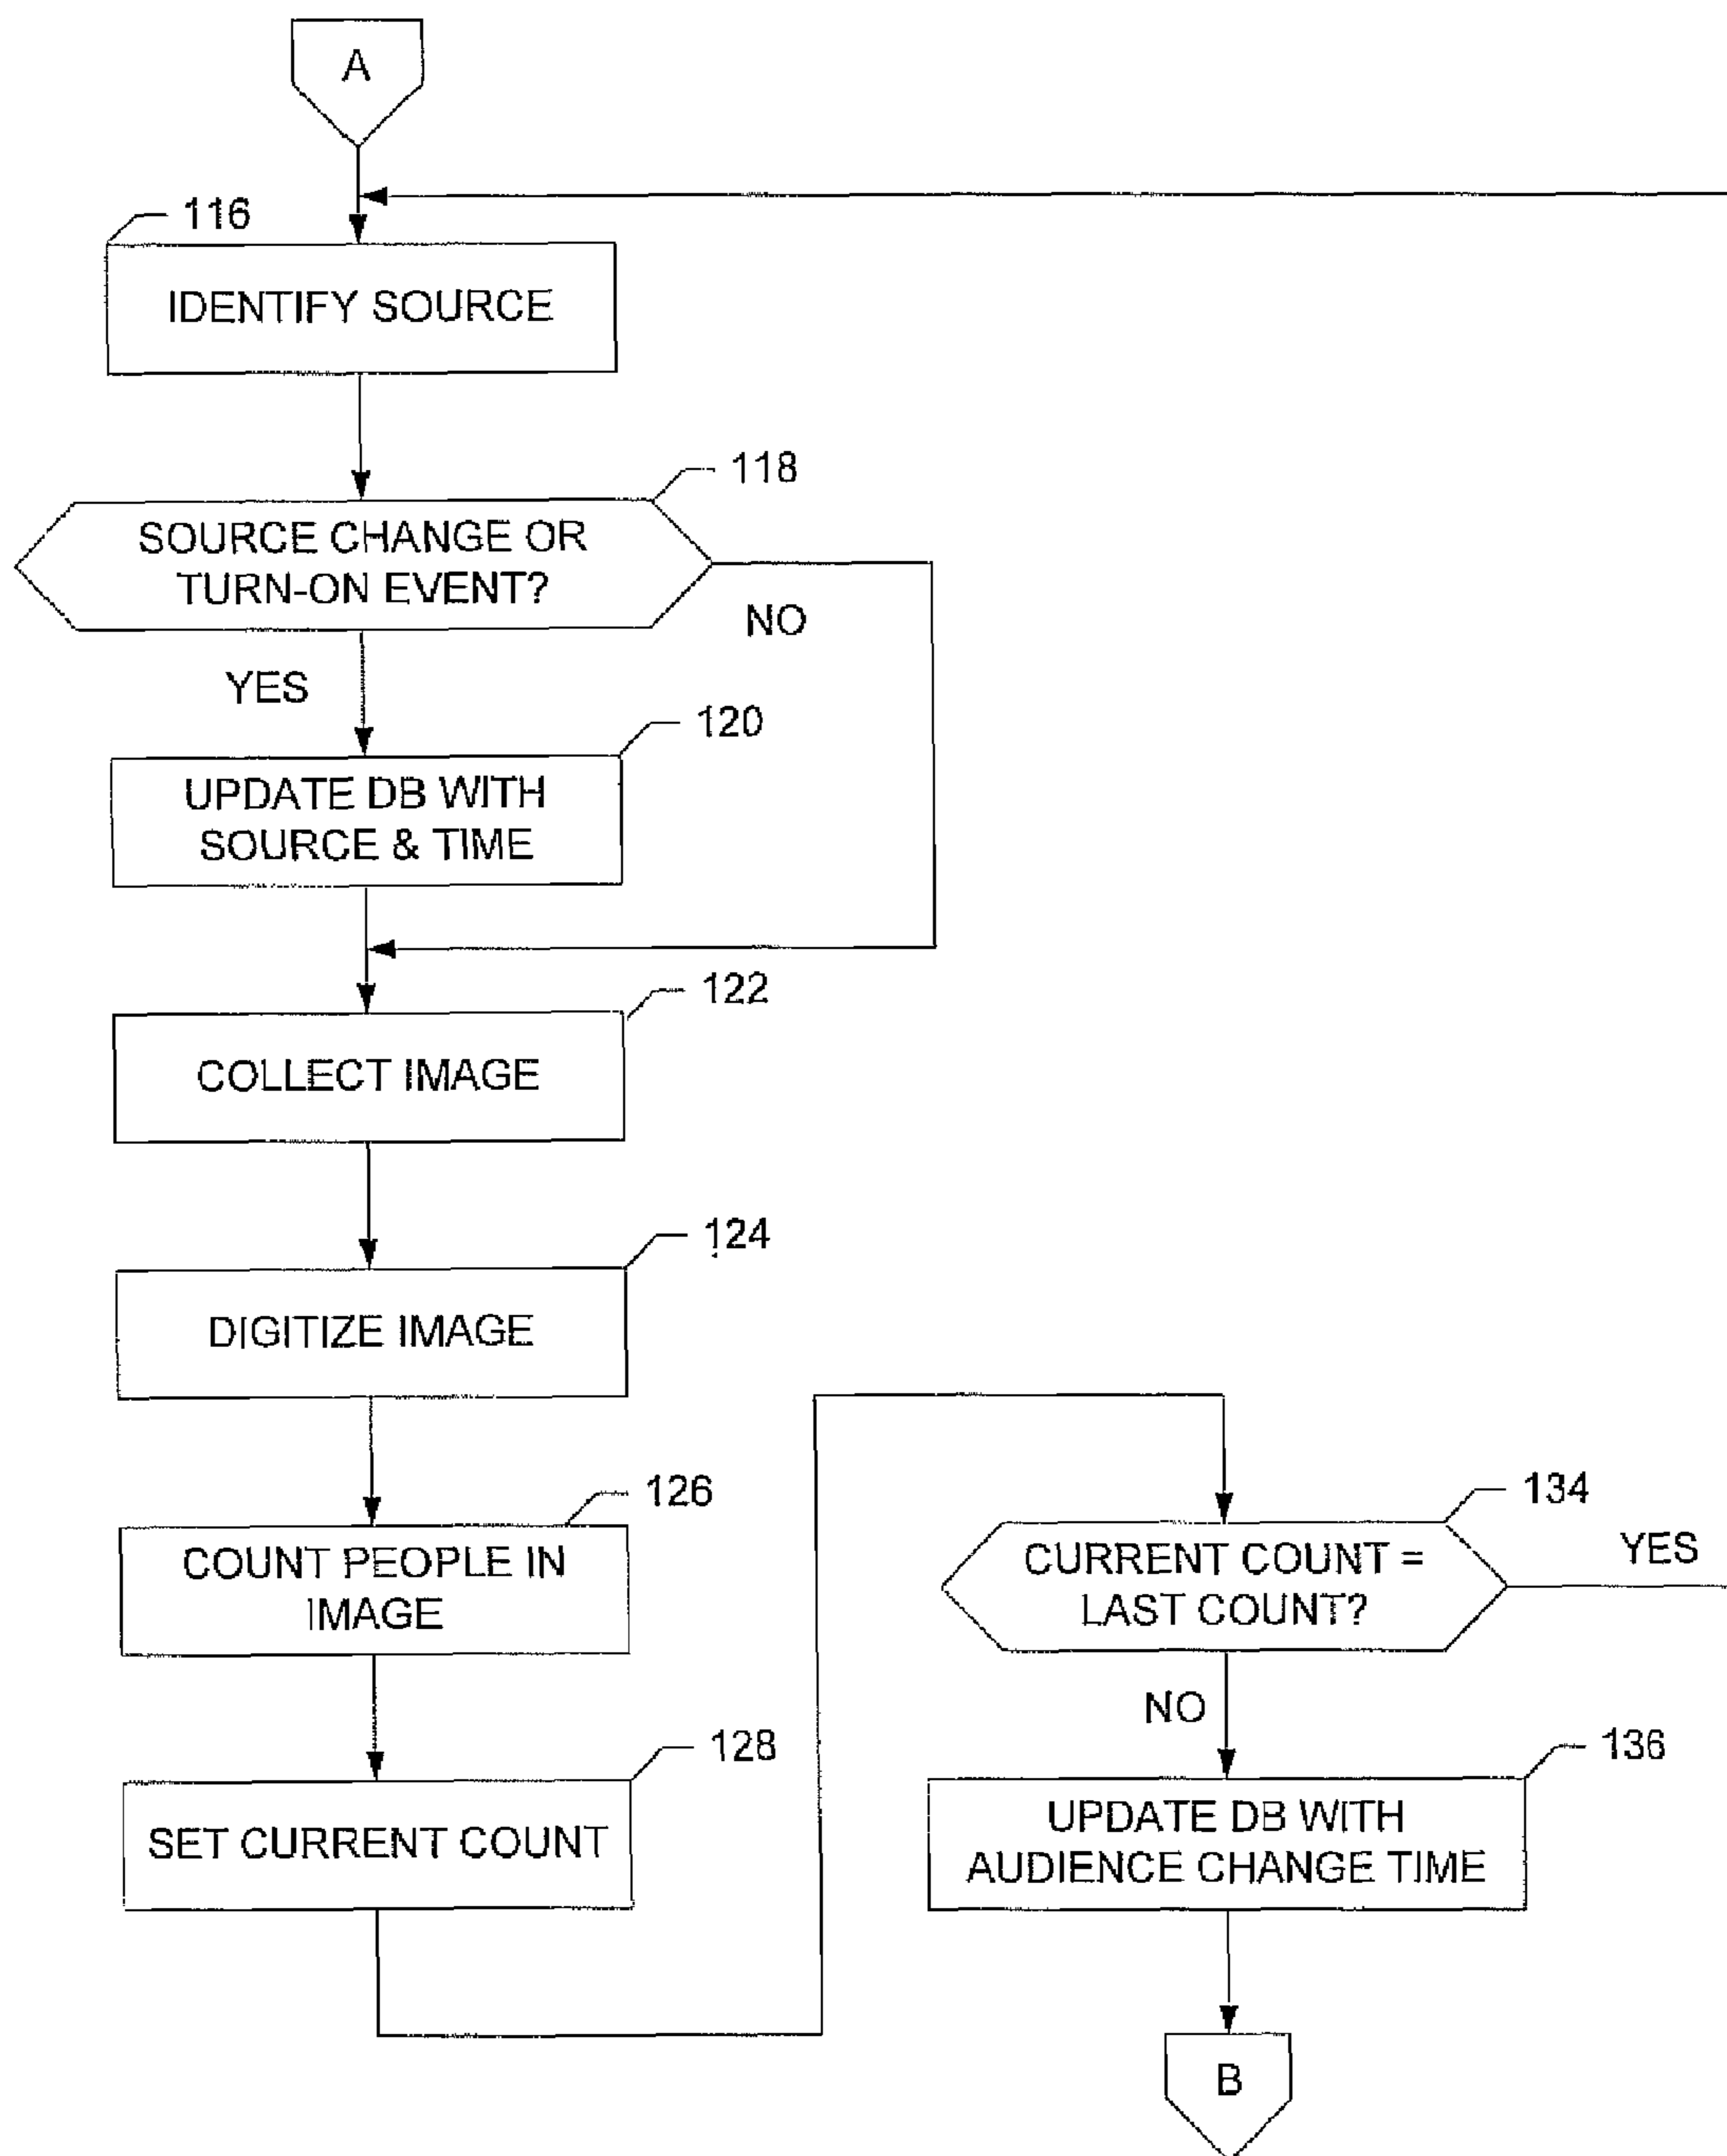 A
116
IDENTIFY SOURCE
118
SOURCE CHANGE OR
TURN-ON EVENT?
NO
YES
120
UPDATE DB WITH
SOURCE & TIME
122
COLLECT IMAGE
124
DIGITIZE IMAGE
126
COUNT PEOPLE IN
IMAGE
128
SET CURRENT COUNT
134
CURRENT COUNT =
LAST COUNT?
YES
NO
136
UPDATE DB WITH
AUDIENCE CHANGE TIME
B